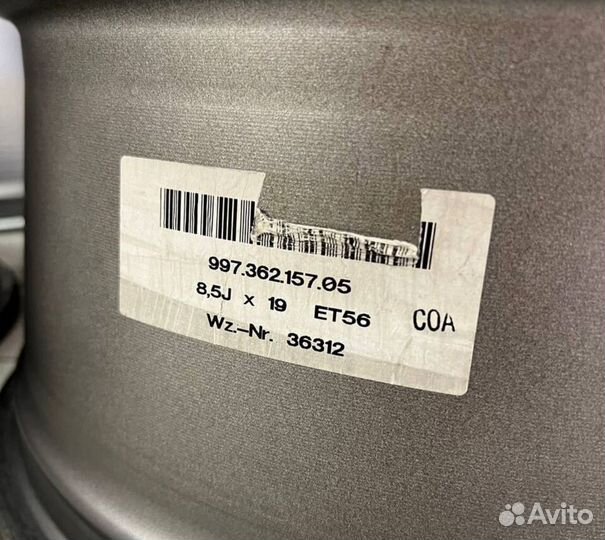 997.362.157.05
8,5J x 19 ET56 COA
Wz.-Nr. 36312
Avito